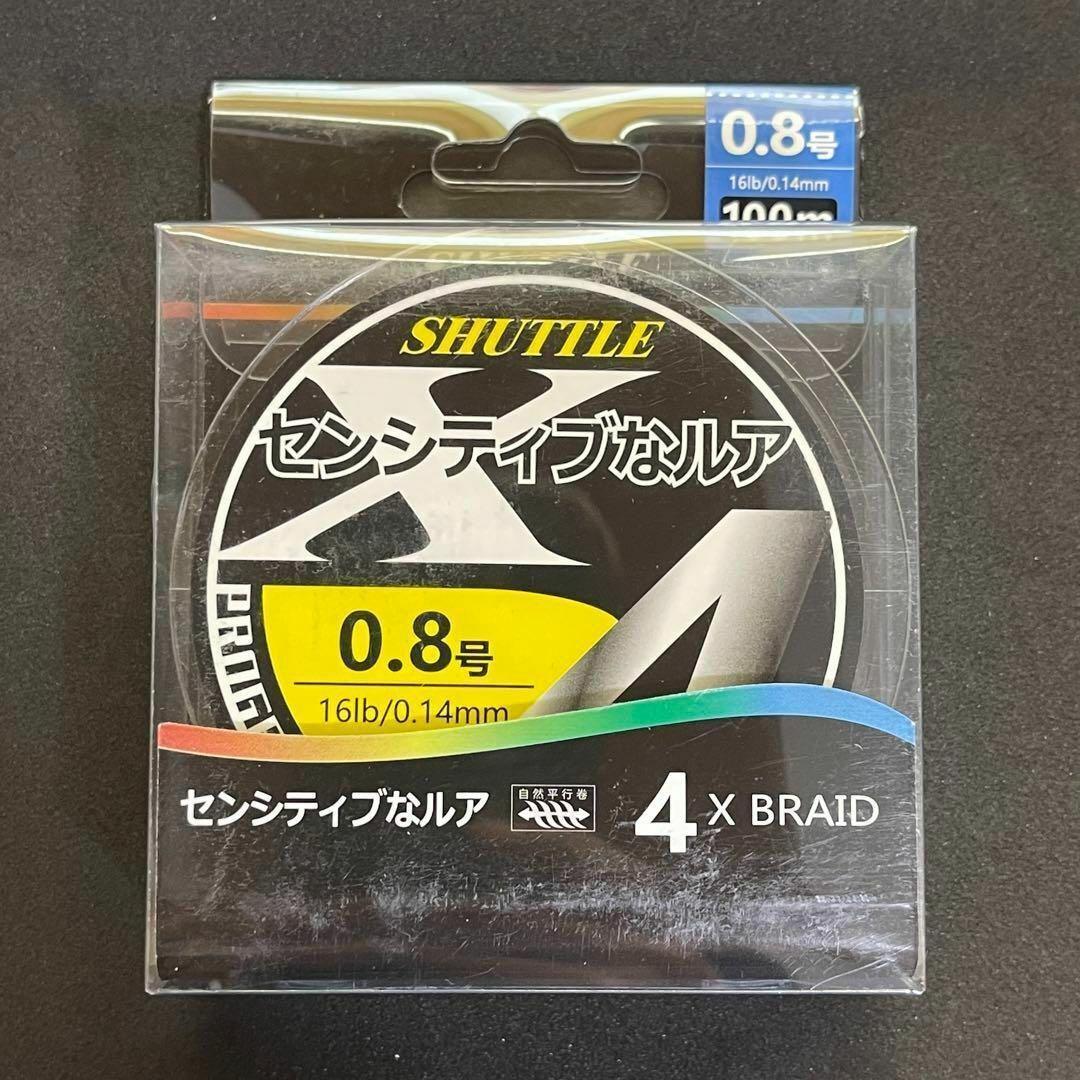 0.8号
16lb/0.14mm
100m
SHUTTLE
X
センシティブなルア
4
0.8号
16lb/0.14mm
センシティブなルア
自然平行卷
4 X BRAID